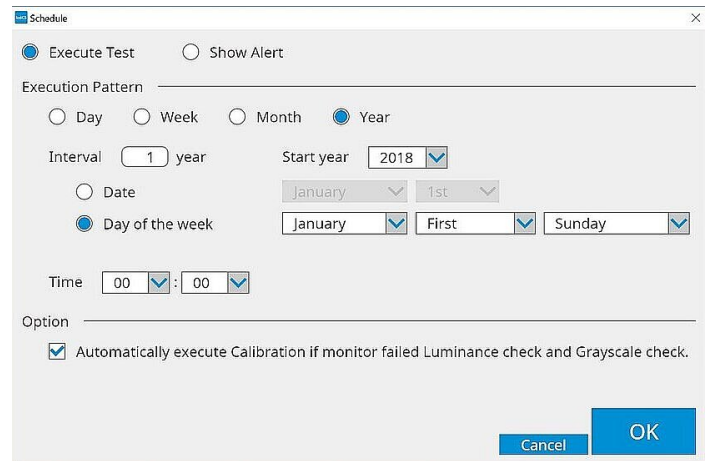 Schedule
Execute Test Show Alert
Execution Pattern
Day Week Month Year
Interval 1 year Start year 2018
Date January 1st
Day of the week January First Sunday
Time 00 : 00
Option
Automatically execute Calibration if monitor failed Luminance check and Grayscale check.
OK
Cancel